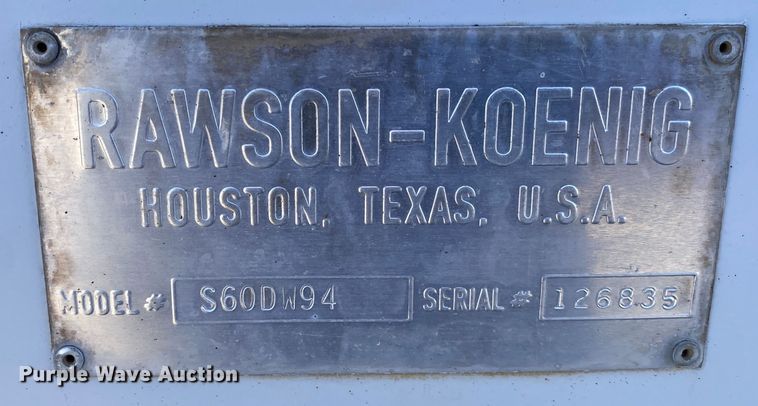 RAWSON-KOENIG
HOUSTON, TEXAS, U.S.A.
MODEL # S60DW94 SERIAL # 126835
Purple Wave Auction